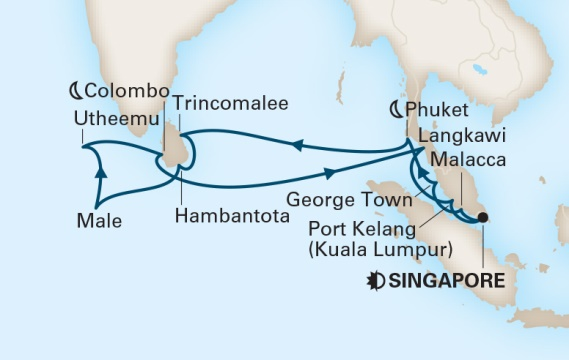 Colombo
Utheemu
Trincomalee
Phuket
Langkawi
Malacca
George Town
Male
Hambantota
Port Kelang
(Kuala Lumpur)
SINGAPORE